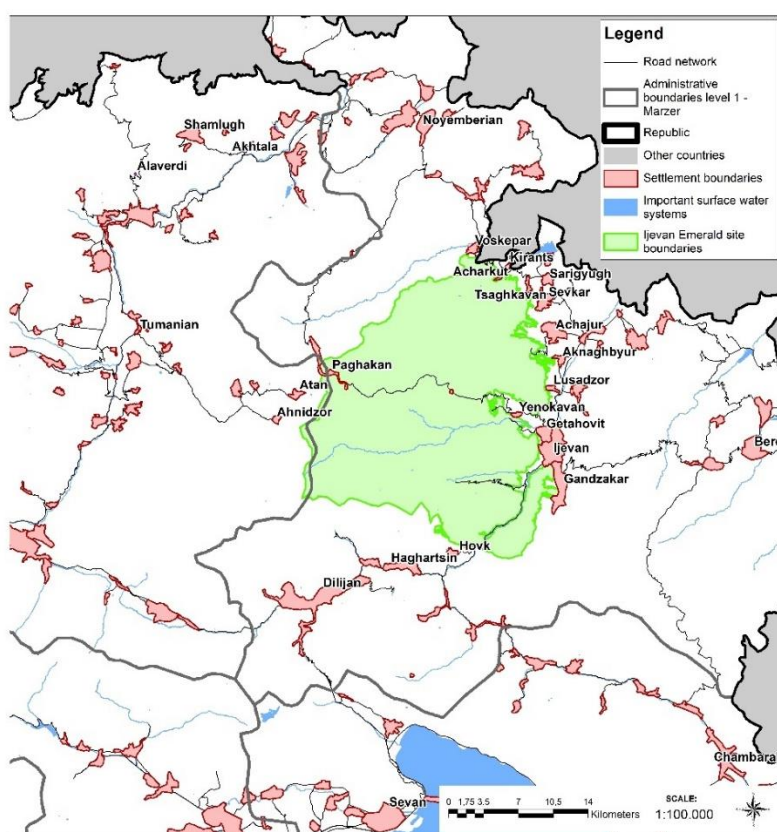 Legend
Road network
Administrative
boundaries level 1 -
Marzer
Republic
Other countries
Settlement boundaries
Important surface water
systems
Ijevan Emerald site
boundaries
Noyemberian
Shamlugh
Akhtala
Alaverdi
Voskepar
Kirants
Acharkut
Sarigyugh
Tsaghkavan
Sevkar
Tumanian
Achajur
Aknaghbyur
Paghakan
Atan
Lusadzor
Ahnidzor
Yenokavan
Getahovit
Ijevan
Berd
Gandzakar
Hovk
Haghartsin
Dilijan
Chambara
Sevan
0 1,75 3.5 7 10,5 14
Kilometers
SCALE:
1:100.000